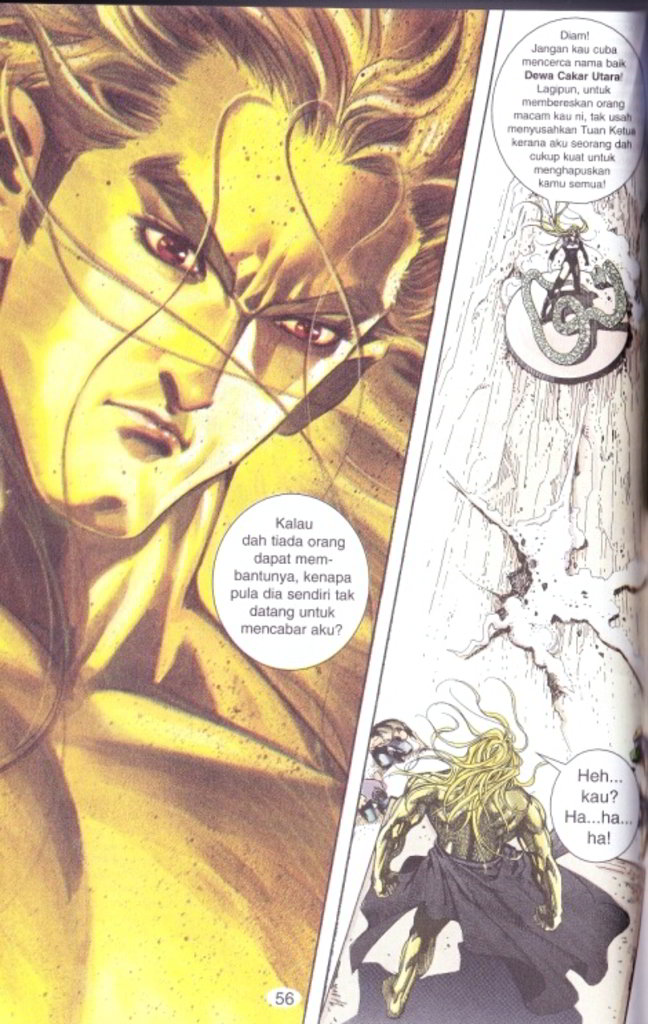 Kalau
dah tiada orang
dapat mem-
bantunya, kenapa
pula dia sendiri tak
datang untuk
mencabar aku?
Diam!
Jangan kau cuba
mencerca nama baik
Dewa Cakar Utara!
Lagipun, untuk
membereskan orang
macam kau ni, tak usah
menyusahkan Tuan Ketua
kerana aku seorang dah
cukup kuat untuk
menghapuskan
kamu semua!
Heh...
kau?
Ha...ha...
ha!
56